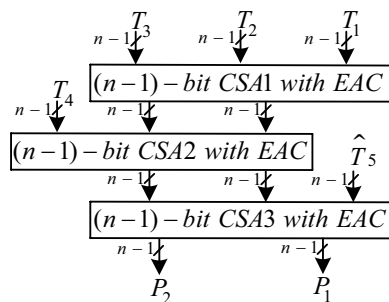 T₃ T₂ T₁
n−1 n−1 n−1
(n−1)−bit CSA1 with EAC
T₄
n−1 n−1 n−1
(n−1)−bit CSA2 with EAC
T̂₅
n−1 n−1 n−1
(n−1)−bit CSA3 with EAC
n−1 n−1
P₂ P₁